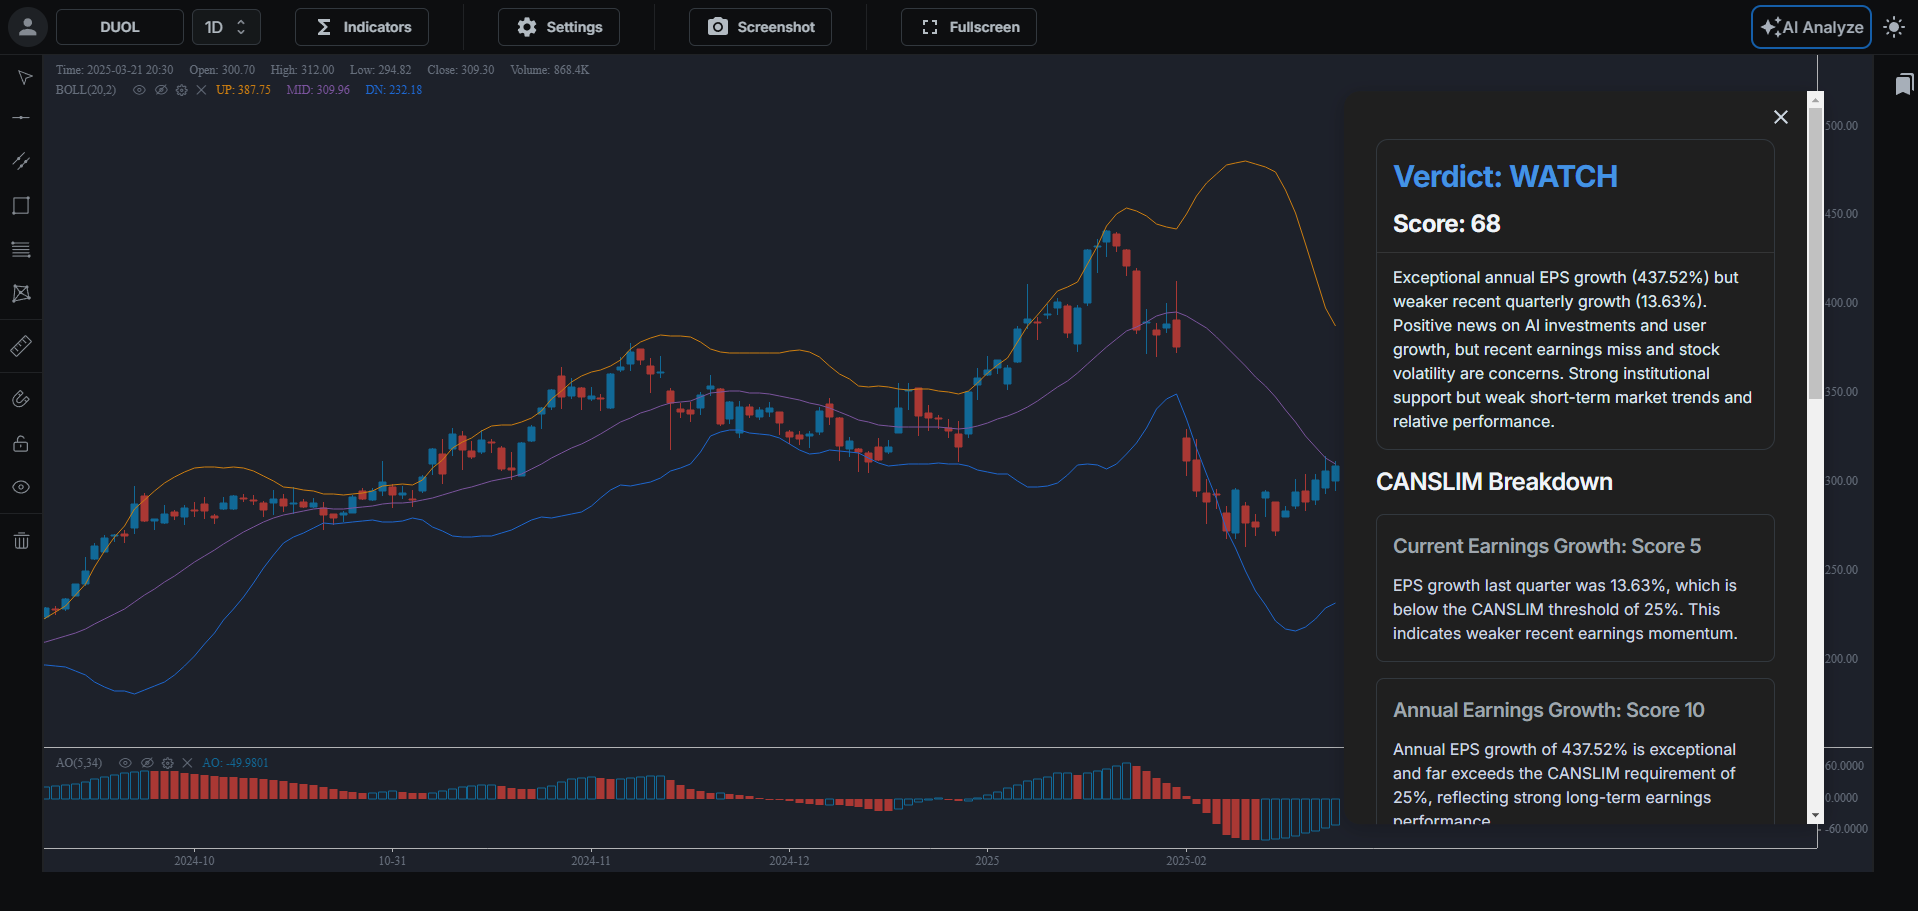 DUOL 1D Indicators Settings Screenshot Fullscreen AI Analyze
Time: 2025-03-21 20:30 Open: 300.70 High: 312.00 Low: 294.82 Close: 309.30 Volume: 868.4K
BOLL(20,2) UP: 387.75 MID: 309.96 DN: 232.18
Verdict: WATCH
Score: 68
Exceptional annual EPS growth (437.52%) but
weaker recent quarterly growth (13.63%).
Positive news on AI investments and user
growth, but recent earnings miss and stock
volatility are concerns. Strong institutional
support but weak short-term market trends and
relative performance.
CANSLIM Breakdown
Current Earnings Growth: Score 5
EPS growth last quarter was 13.63%, which is
below the CANSLIM threshold of 25%. This
indicates weaker recent earnings momentum.
Annual Earnings Growth: Score 10
Annual EPS growth of 437.52% is exceptional
and far exceeds the CANSLIM requirement of
25%, reflecting strong long-term earnings
performance.
500.00
450.00
400.00
350.00
300.00
250.00
200.00
AO(5,34) AO: -49.9801
60.0000
0.0000
-60.0000
2024-10 10-31 2024-11 2024-12 2025 2025-02